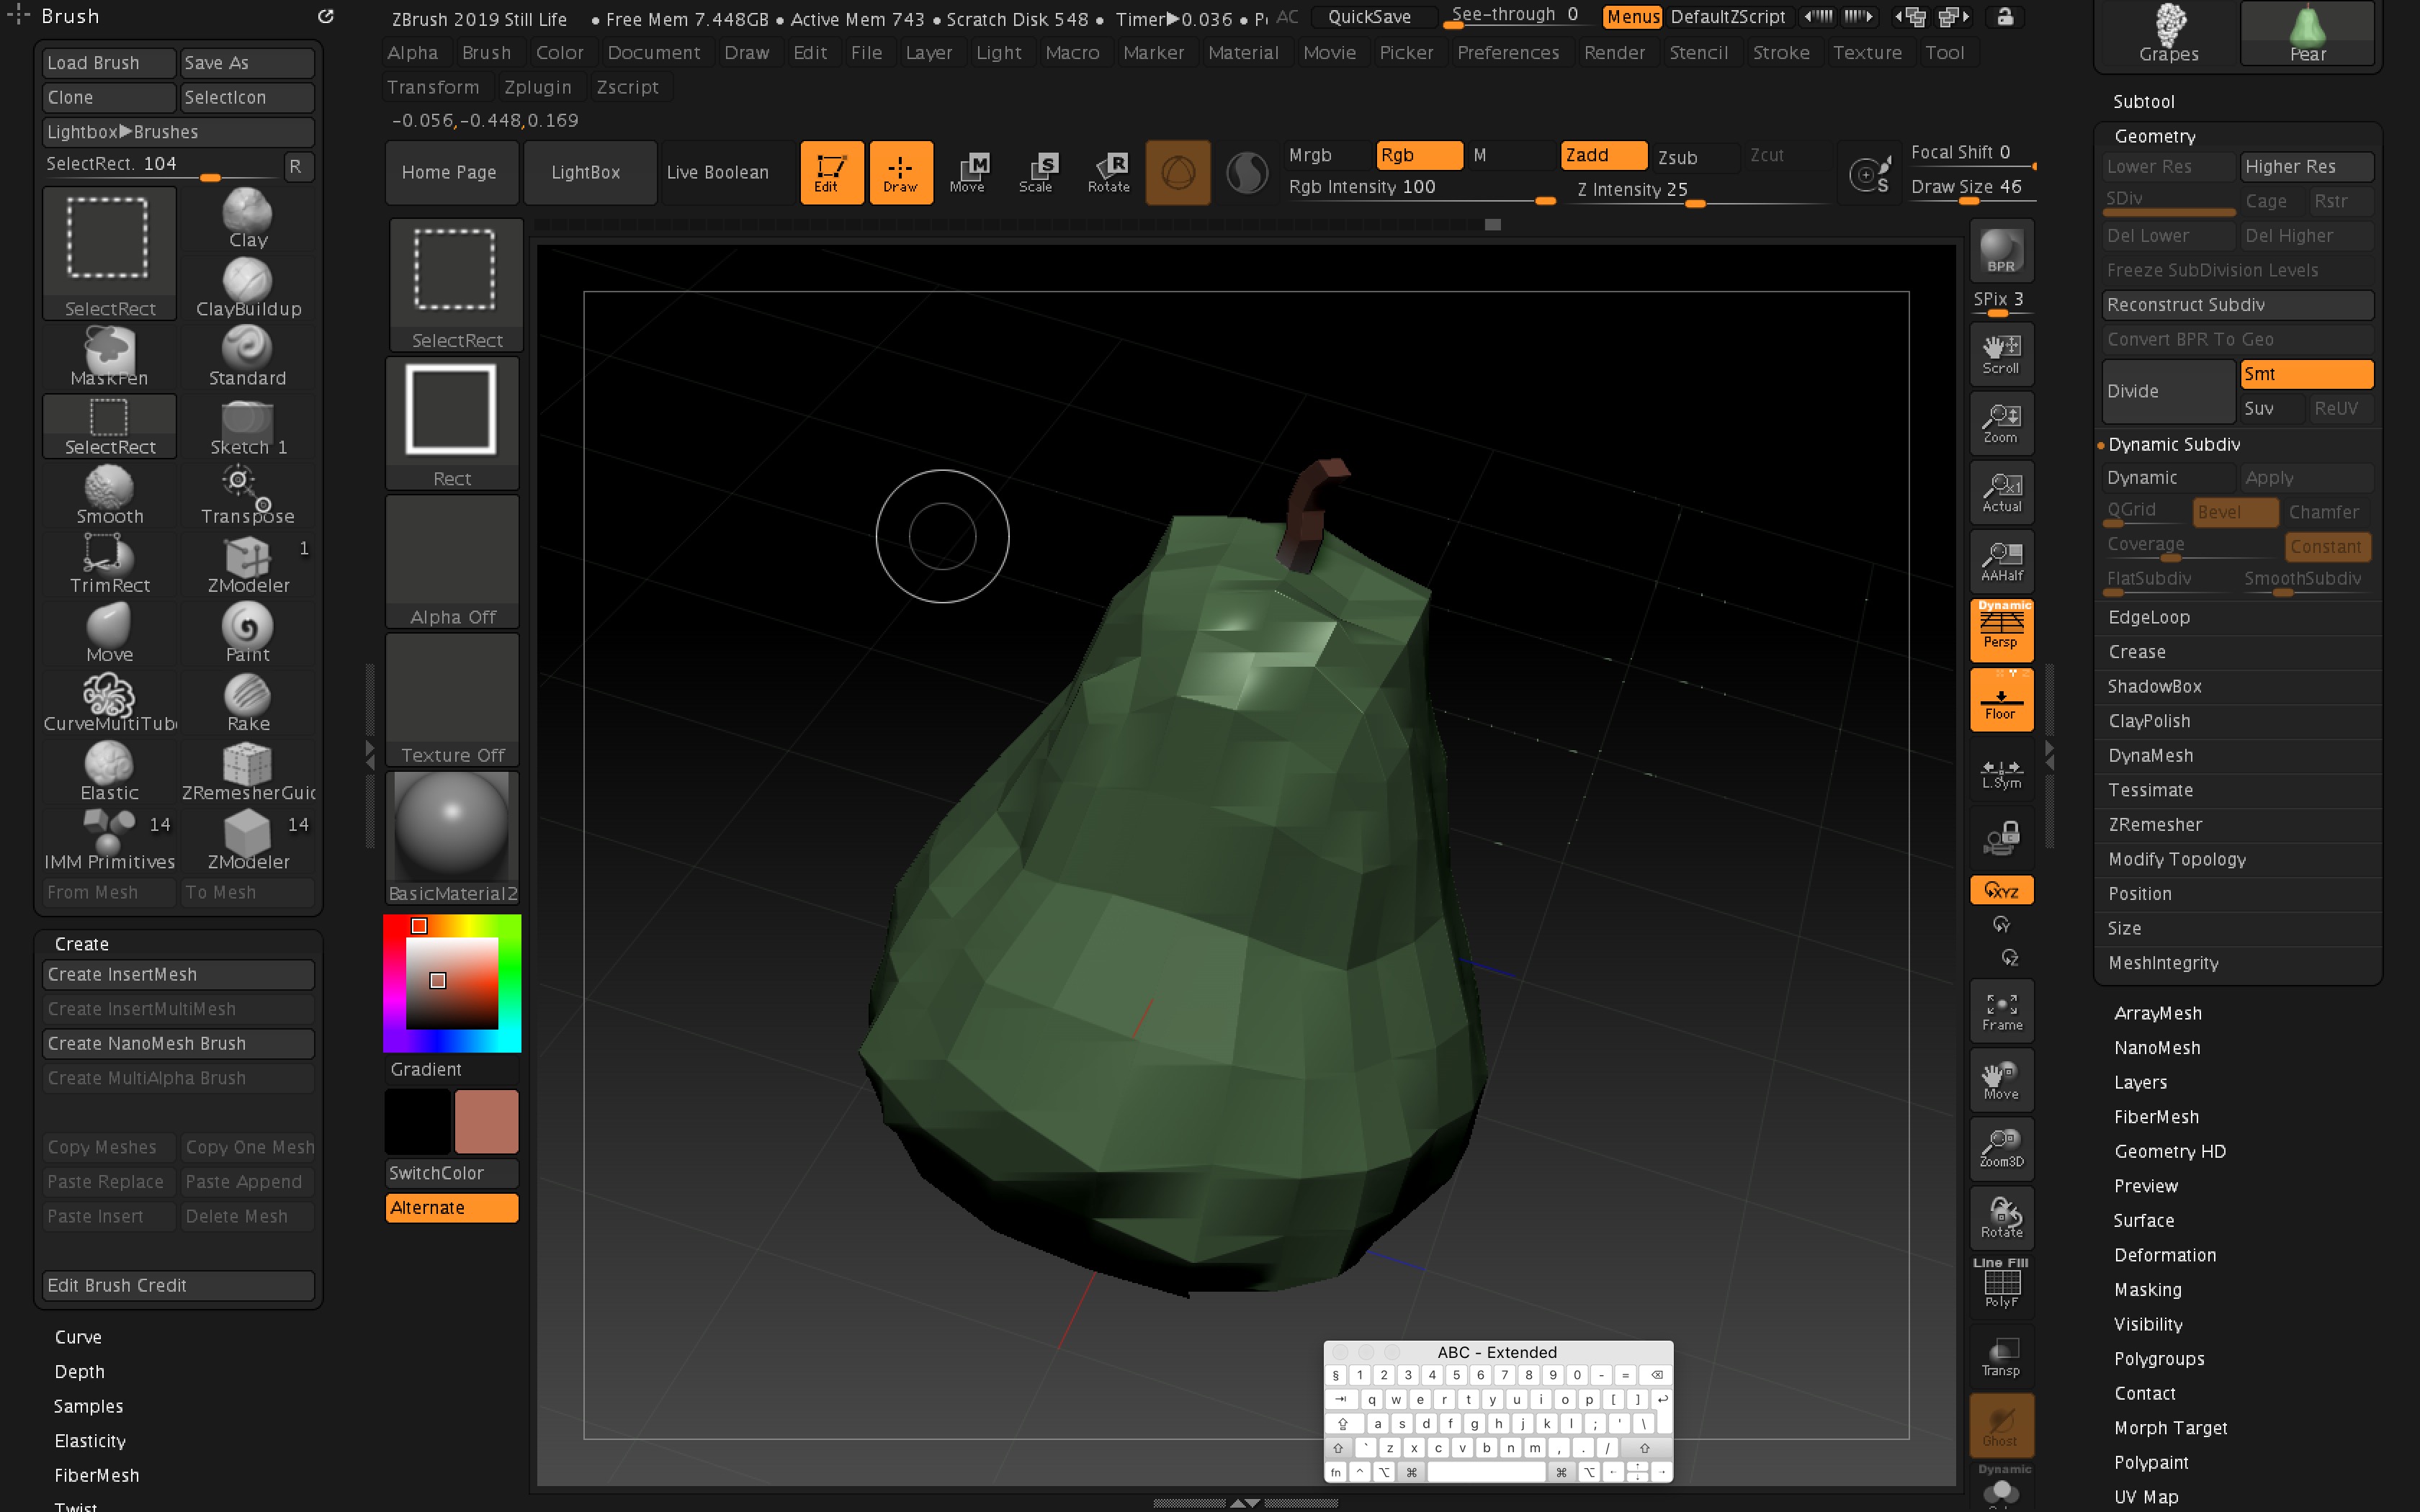 Brush
Load Brush Save As
Clone SelectIcon
Lightbox▶Brushes
SelectRect. 104 R
SelectRect Clay
ClayBuildup
MaskPen Standard
SelectRect Sketch 1
Smooth Transpose
TrimRect ZModeler 1
Move Paint
CurveMultiTub Rake
Elastic ZRemesherGuid
IMM Primitives 14 ZModeler 14
From Mesh To Mesh
Create
Create InsertMesh
Create InsertMultiMesh
Create NanoMesh Brush
Create MultiAlpha Brush
Copy Meshes Copy One Mesh
Paste Replace Paste Append
Paste Insert Delete Mesh
Edit Brush Credit
Curve
Depth
Samples
Elasticity
FiberMesh
Twist
ZBrush 2019 Still Life • Free Mem 7.448GB • Active Mem 743 • Scratch Disk 548 • Timer▶0.036 • AC QuickSave See-through 0 Menus DefaultZScript
Alpha Brush Color Document Draw Edit File Layer Light Macro Marker Material Movie Picker Preferences Render Stencil Stroke Texture Tool
Transform Zplugin Zscript
-0.056,-0.448,0.169
Home Page LightBox Live Boolean Edit Draw Move Scale Rotate
M S R
Mrgb Rgb M Zadd Zsub Zcut
Rgb Intensity 100 Z Intensity 25
S Focal Shift 0
Draw Size 46
SelectRect
Rect
Alpha Off
Texture Off
BasicMaterial2
Gradient
SwitchColor
Alternate
BPR
SPix 3
Scroll
Zoom
Actual
AAHalf
Dynamic
Persp
Floor
L.Sym
XYZ
Y
Z
Frame
Move
Zoom3D
Rotate
Line Fill
PolyF
Transp
Ghost
Dynamic
ABC - Extended
§ 1 2 3 4 5 6 7 8 9 0 - =
q w e r t y u i o p [ ]
a s d f g h j k l ; ' \
` z x c v b n m , . /
fn ^ ⌥ ⌘ ⌘ ⌥
Grapes Pear
Subtool
Geometry
Lower Res Higher Res
SDiv Cage Rstr
Del Lower Del Higher
Freeze SubDivision Levels
Reconstruct Subdiv
Convert BPR To Geo
Divide Smt
Suv ReUV
Dynamic Subdiv
Dynamic Apply
QGrid Bevel Chamfer
Coverage Constant
FlatSubdiv SmoothSubdiv
EdgeLoop
Crease
ShadowBox
ClayPolish
DynaMesh
Tessimate
ZRemesher
Modify Topology
Position
Size
MeshIntegrity
ArrayMesh
NanoMesh
Layers
FiberMesh
Geometry HD
Preview
Surface
Deformation
Masking
Visibility
Polygroups
Contact
Morph Target
Polypaint
UV Map